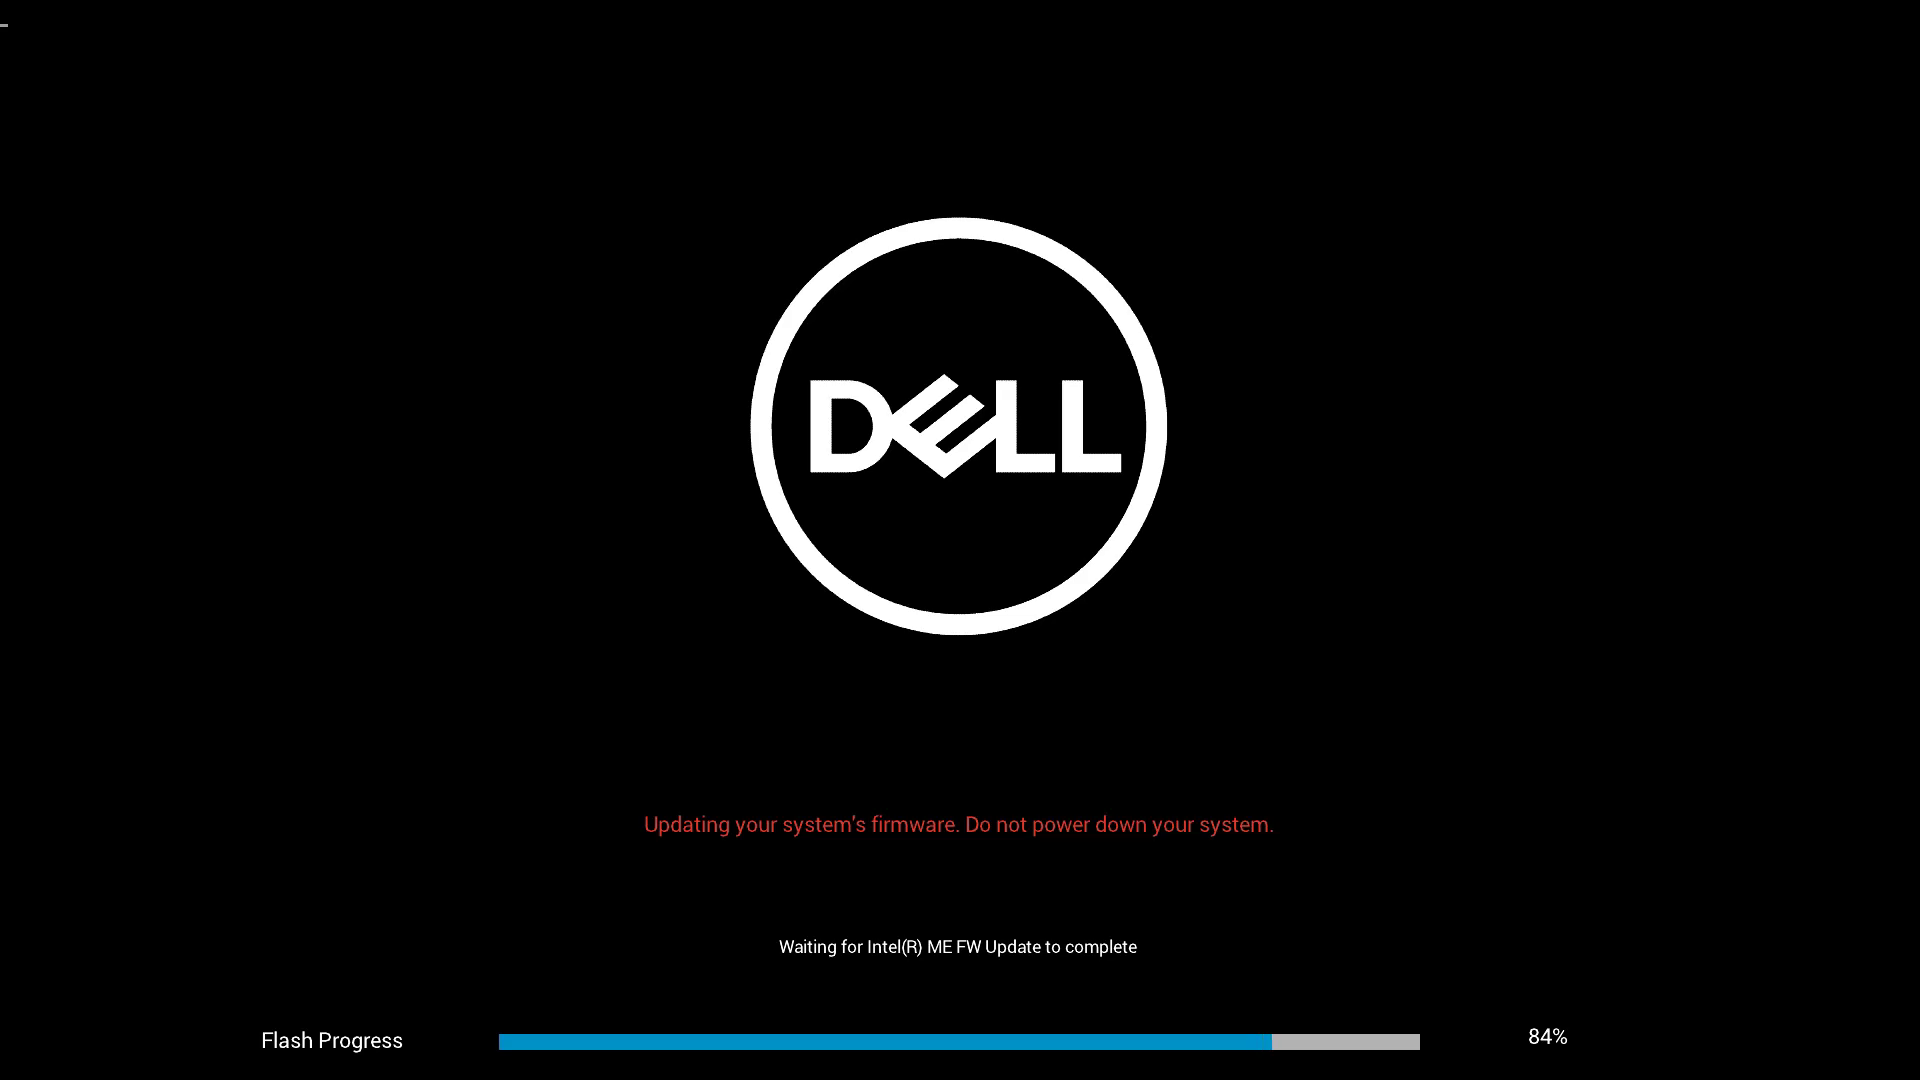 DELL
Updating your system's firmware. Do not power down your system.
Waiting for Intel(R) ME FW Update to complete
Flash Progress 84%